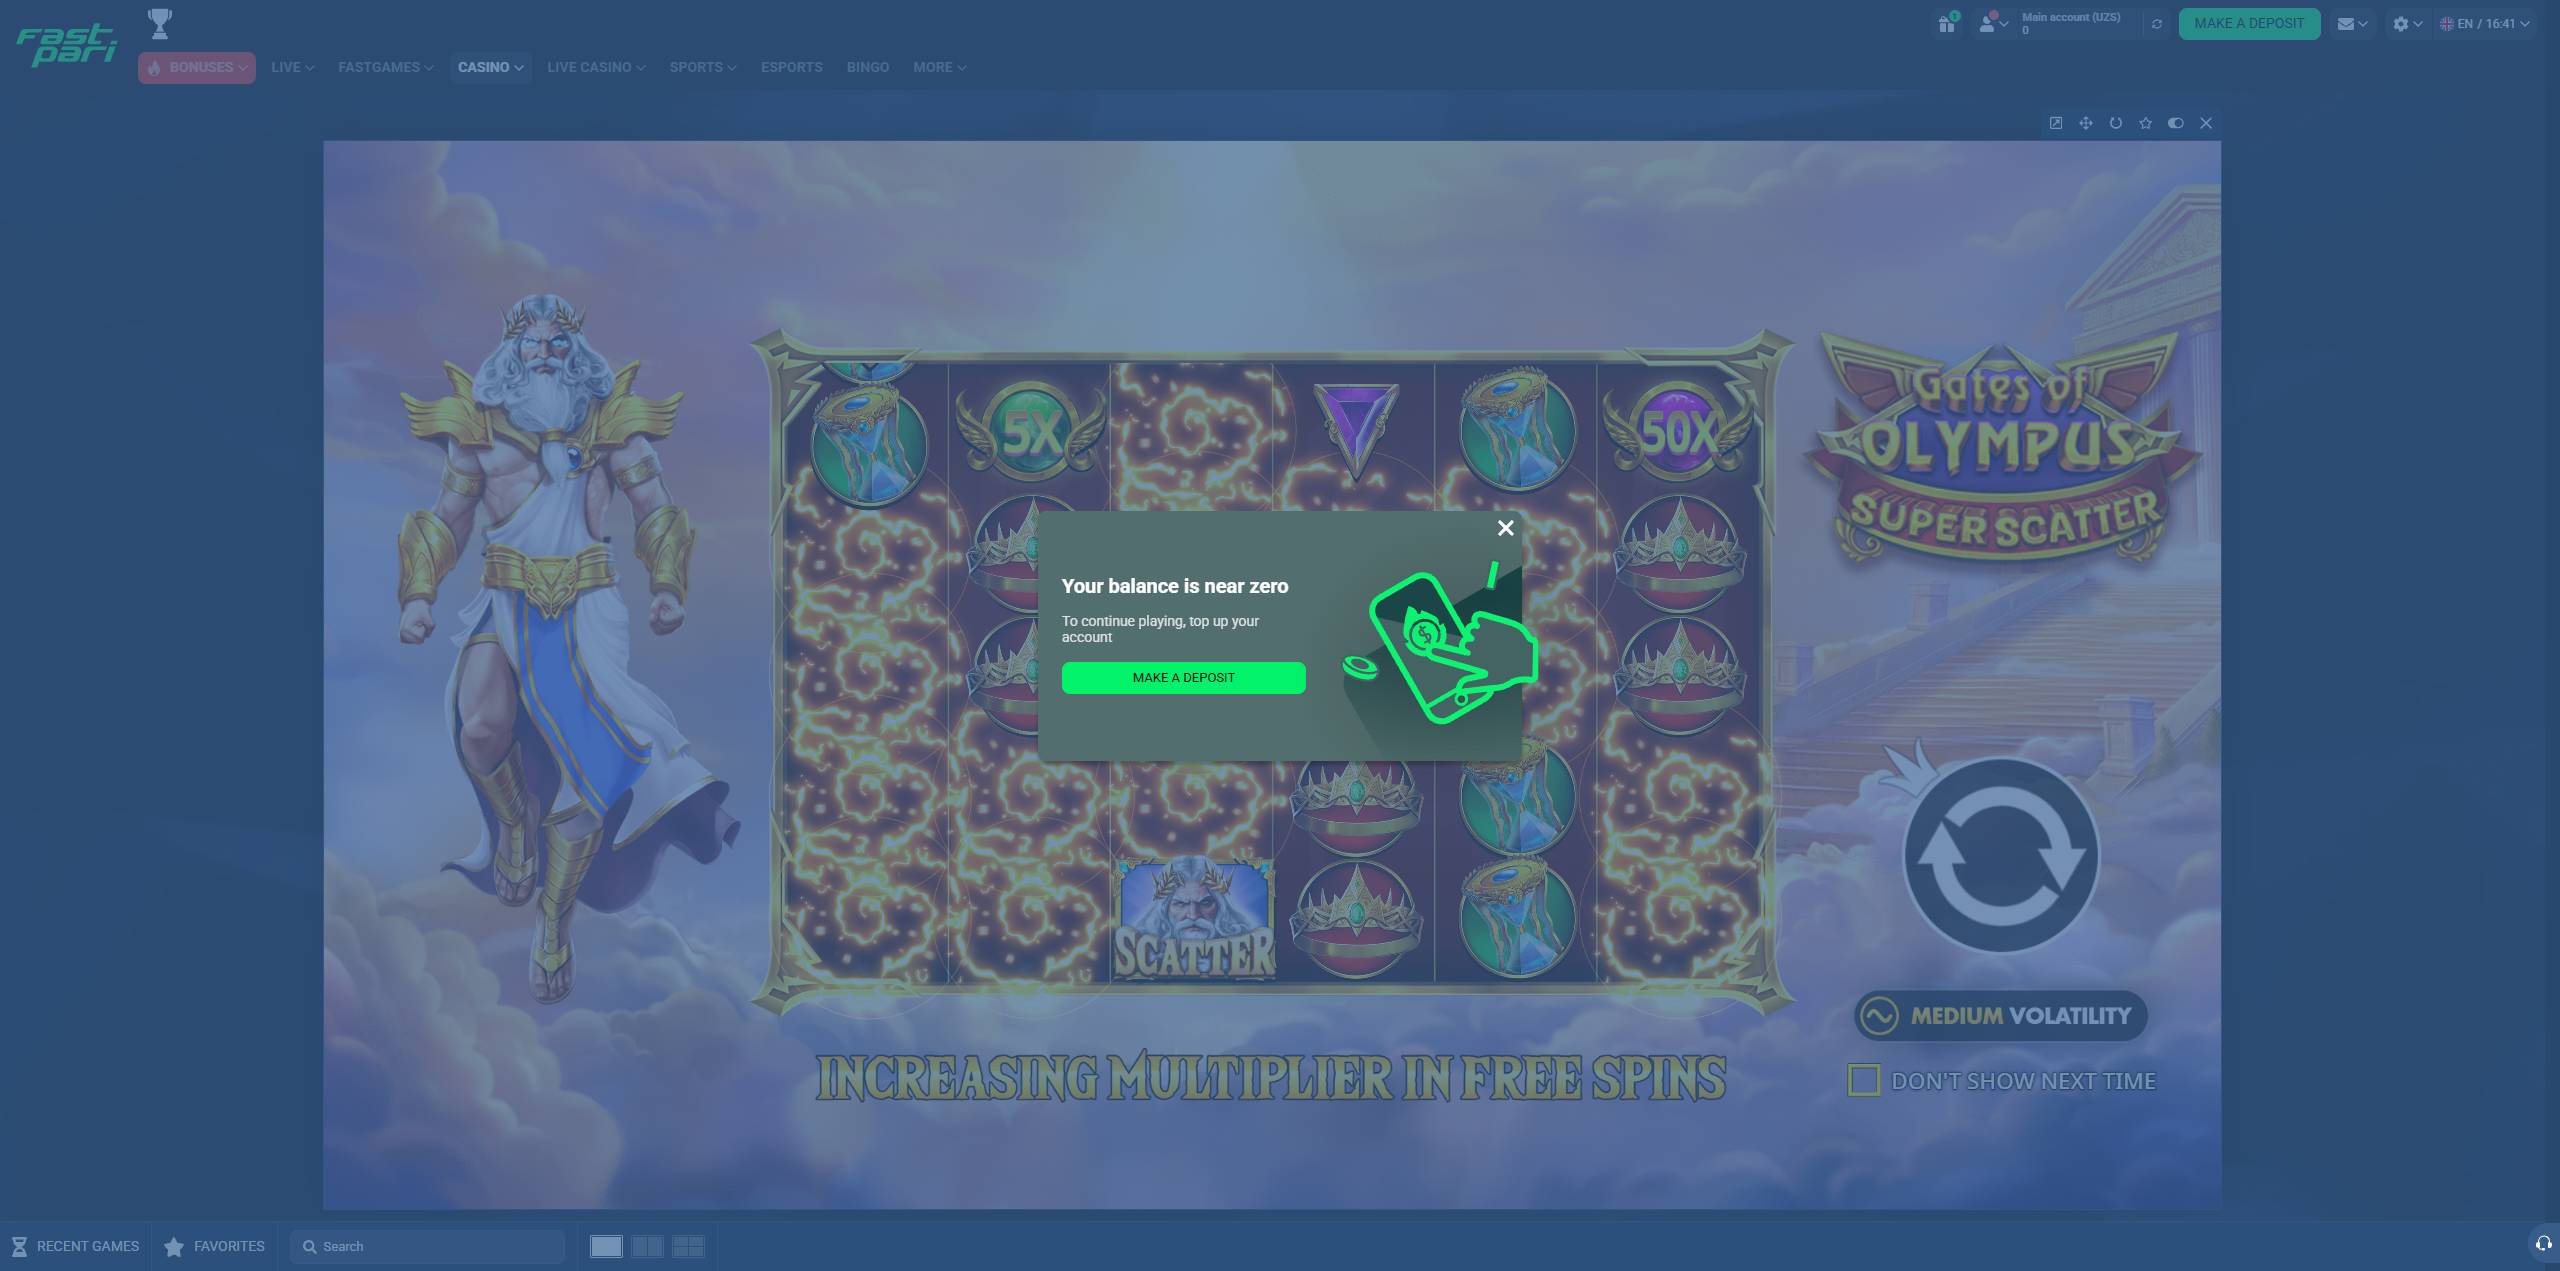 Fast
pari
BONUSES
LIVE
FASTGAMES
CASINO
LIVE CASINO
SPORTS
ESPORTS
BINGO
MORE
Main account (UZS)
0
MAKE A DEPOSIT
EN / 16:41
5X
50X
Gates of
OLYMPUS
SUPER SCATTER
Your balance is near zero
To continue playing, top up your
account
MAKE A DEPOSIT
SCATTER
MEDIUM VOLATILITY
INCREASING MULTIPLIER IN FREE SPINS
DON'T SHOW NEXT TIME
RECENT GAMES
FAVORITES
Search